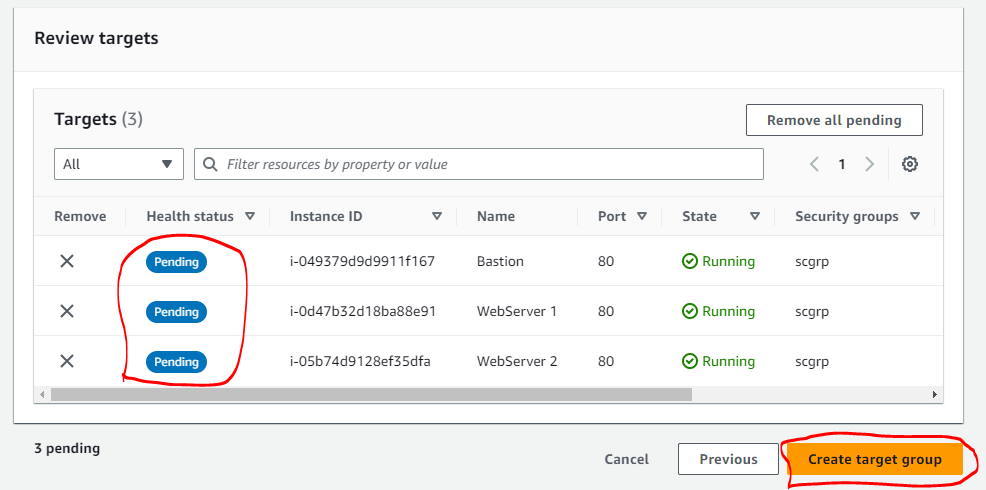 Review targets
Targets (3)
Remove all pending
All
Filter resources by property or value
1
Remove Health status Instance ID Name Port State Security groups
Pending i-049379d9d9911f167 Bastion 80 Running scgrp
Pending i-0d47b32d18ba88e91 WebServer 1 80 Running scgrp
Pending i-05b74d9128ef35dfa WebServer 2 80 Running scgrp
3 pending
Cancel Previous Create target group